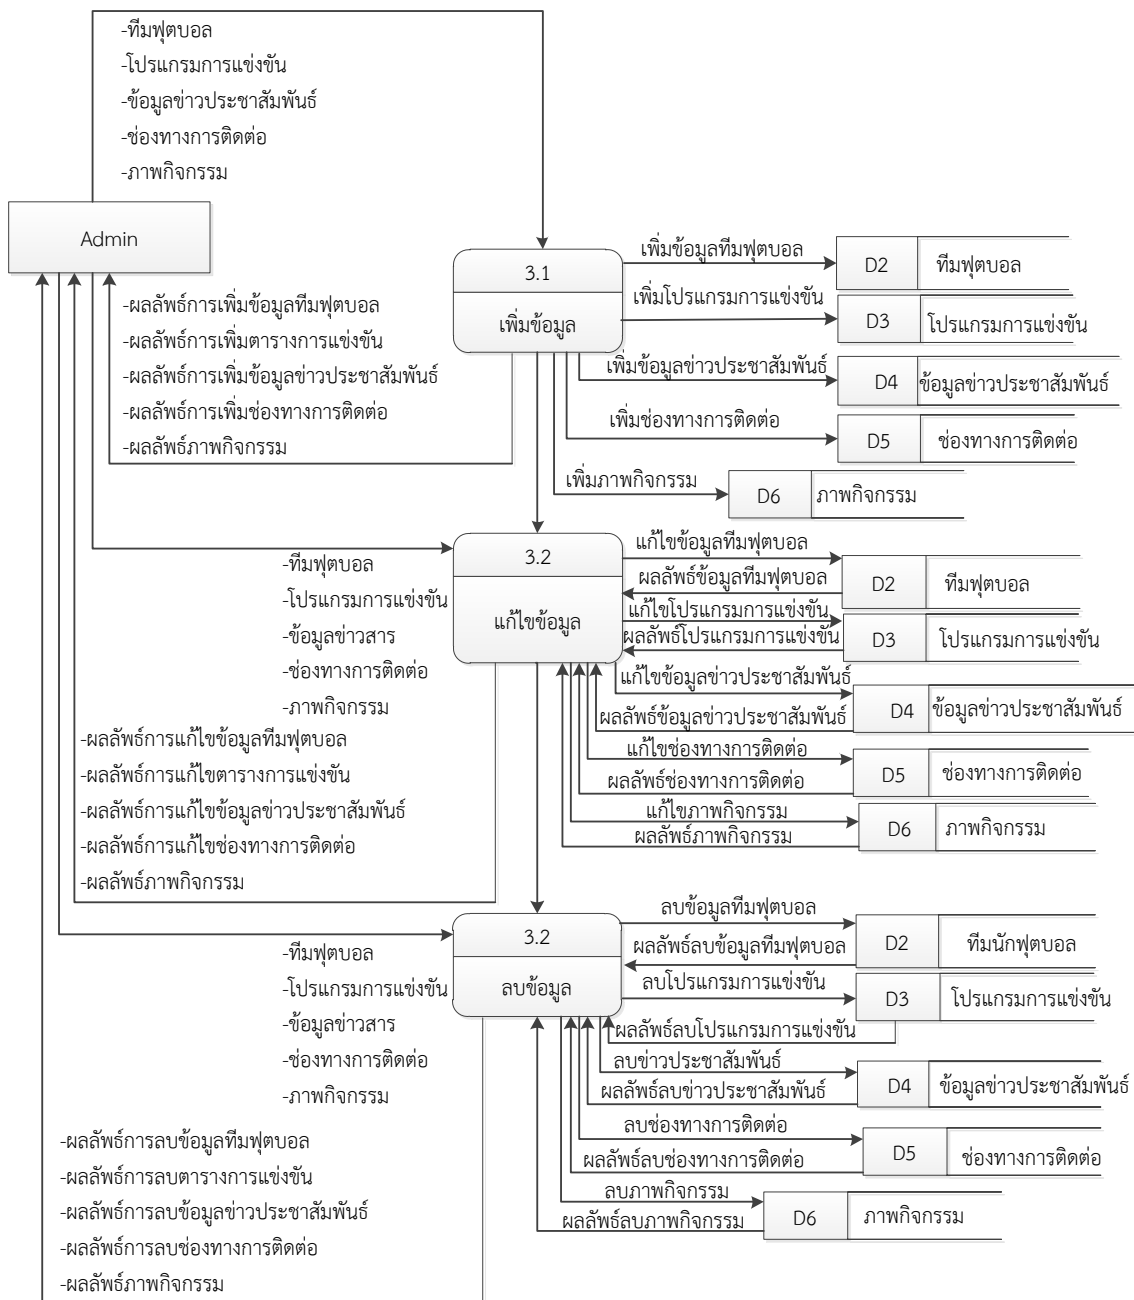 -ทีมฟุตบอล
-โปรแกรมการแข่งขัน
-ข้อมูลข่าวประชาสัมพันธ์
-ช่องทางการติดต่อ
-ภาพกิจกรรม
Admin
-ผลลัพธ์การเพิ่มข้อมูลทีมฟุตบอล
-ผลลัพธ์การเพิ่มตารางการแข่งขัน
-ผลลัพธ์การเพิ่มข้อมูลข่าวประชาสัมพันธ์
-ผลลัพธ์การเพิ่มช่องทางการติดต่อ
-ผลลัพธ์ภาพกิจกรรม
3.1
เพิ่มข้อมูล
เพิ่มข้อมูลทีมฟุตบอล
D2 ทีมฟุตบอล
เพิ่มโปรแกรมการแข่งขัน
D3 โปรแกรมการแข่งขัน
เพิ่มข้อมูลข่าวประชาสัมพันธ์
D4 ข้อมูลข่าวประชาสัมพันธ์
เพิ่มช่องทางการติดต่อ
D5 ช่องทางการติดต่อ
เพิ่มภาพกิจกรรม
D6 ภาพกิจกรรม
-ทีมฟุตบอล
-โปรแกรมการแข่งขัน
-ข้อมูลข่าวสาร
-ช่องทางการติดต่อ
-ภาพกิจกรรม
3.2
แก้ไขข้อมูล
แก้ไขข้อมูลทีมฟุตบอล
ผลลัพธ์ข้อมูลทีมฟุตบอล
D2 ทีมฟุตบอล
แก้ไขโปรแกรมการแข่งขัน
ผลลัพธ์โปรแกรมการแข่งขัน
D3 โปรแกรมการแข่งขัน
แก้ไขข้อมูลข่าวประชาสัมพันธ์
ผลลัพธ์ข้อมูลข่าวประชาสัมพันธ์
D4 ข้อมูลข่าวประชาสัมพันธ์
แก้ไขช่องทางการติดต่อ
ผลลัพธ์ช่องทางการติดต่อ
D5 ช่องทางการติดต่อ
แก้ไขภาพกิจกรรม
ผลลัพธ์ภาพกิจกรรม
D6 ภาพกิจกรรม
-ผลลัพธ์การแก้ไขข้อมูลทีมฟุตบอล
-ผลลัพธ์การแก้ไขตารางการแข่งขัน
-ผลลัพธ์การแก้ไขข้อมูลข่าวประชาสัมพันธ์
-ผลลัพธ์การแก้ไขช่องทางการติดต่อ
-ผลลัพธ์ภาพกิจกรรม
-ทีมฟุตบอล
-โปรแกรมการแข่งขัน
-ข้อมูลข่าวสาร
-ช่องทางการติดต่อ
-ภาพกิจกรรม
3.2
ลบข้อมูล
ลบข้อมูลทีมฟุตบอล
ผลลัพธ์ลบข้อมูลทีมฟุตบอล
D2 ทีมนักฟุตบอล
ลบโปรแกรมการแข่งขัน
D3 โปรแกรมการแข่งขัน
ผลลัพธ์ลบโปรแกรมการแข่งขัน
ลบข่าวประชาสัมพันธ์
ผลลัพธ์ลบข่าวประชาสัมพันธ์
D4 ข้อมูลข่าวประชาสัมพันธ์
ลบช่องทางการติดต่อ
ผลลัพธ์ลบช่องทางการติดต่อ
D5 ช่องทางการติดต่อ
ลบภาพกิจกรรม
ผลลัพธ์ลบภาพกิจกรรม
D6 ภาพกิจกรรม
-ผลลัพธ์การลบข้อมูลทีมฟุตบอล
-ผลลัพธ์การลบตารางการแข่งขัน
-ผลลัพธ์การลบข้อมูลข่าวประชาสัมพันธ์
-ผลลัพธ์การลบช่องทางการติดต่อ
-ผลลัพธ์ภาพกิจกรรม